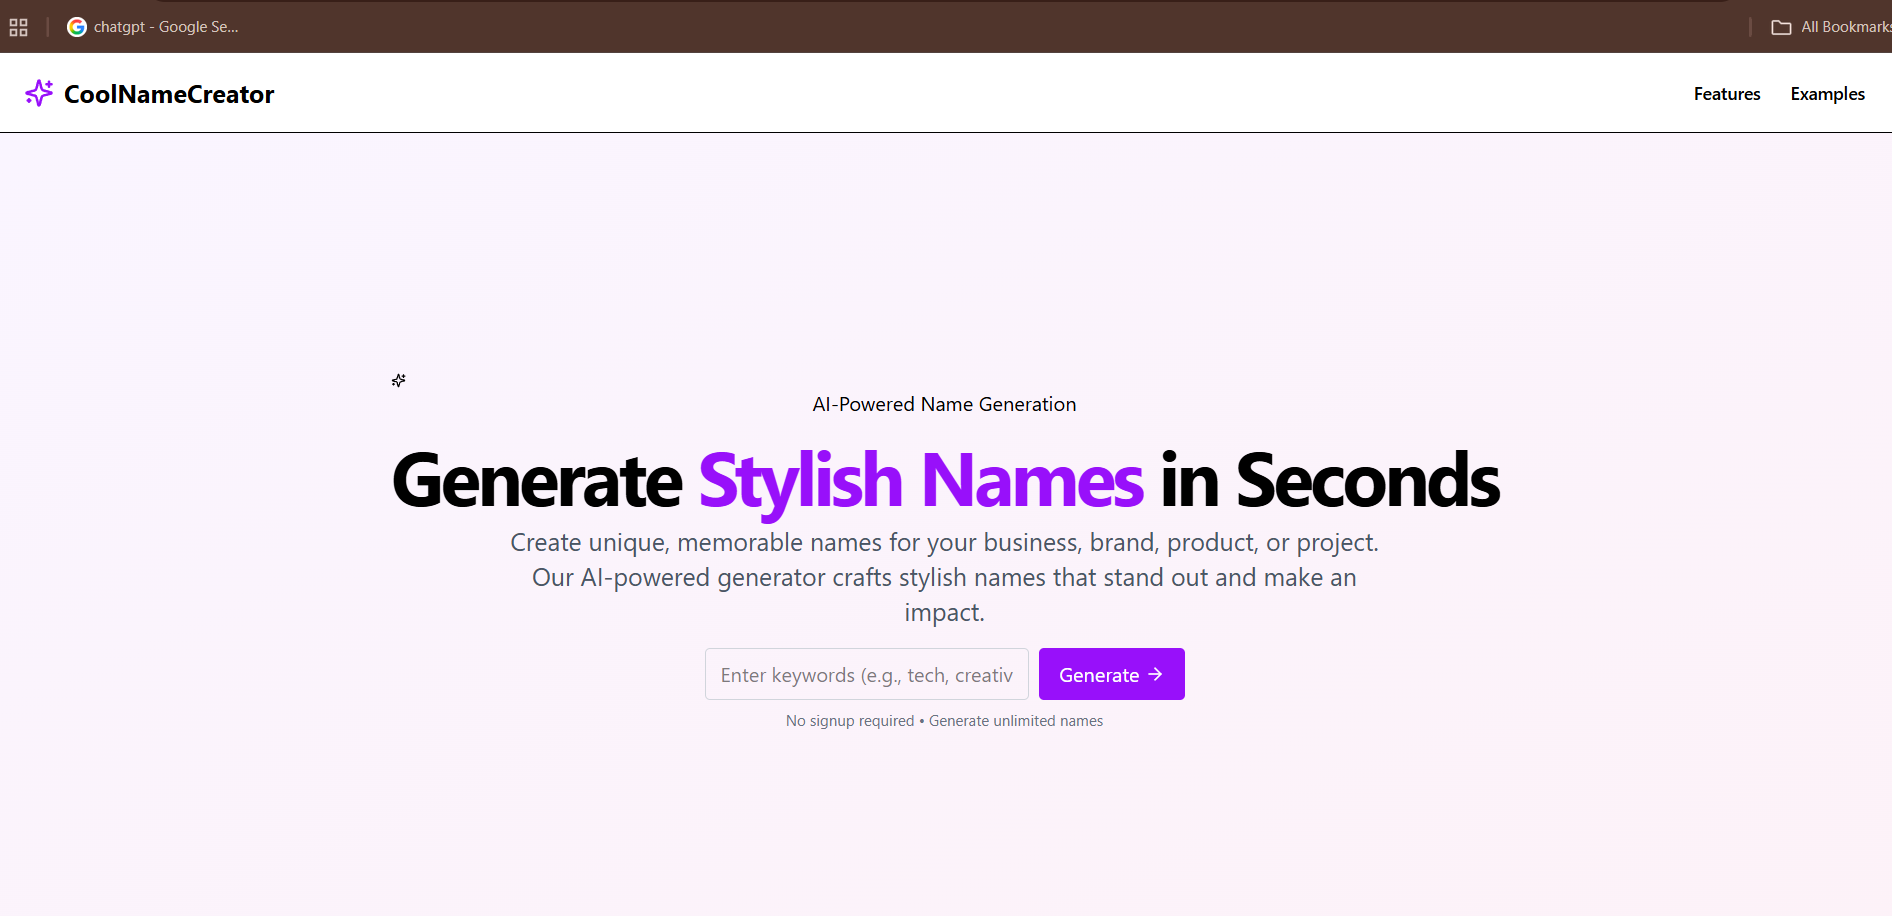 chatgpt - Google Se...
All Bookmarks
CoolNameCreator
Features
Examples
AI-Powered Name Generation
Generate Stylish Names in Seconds
Create unique, memorable names for your business, brand, product, or project.
Our AI-powered generator crafts stylish names that stand out and make an
impact.
Enter keywords (e.g., tech, creativ
Generate →
No signup required • Generate unlimited names